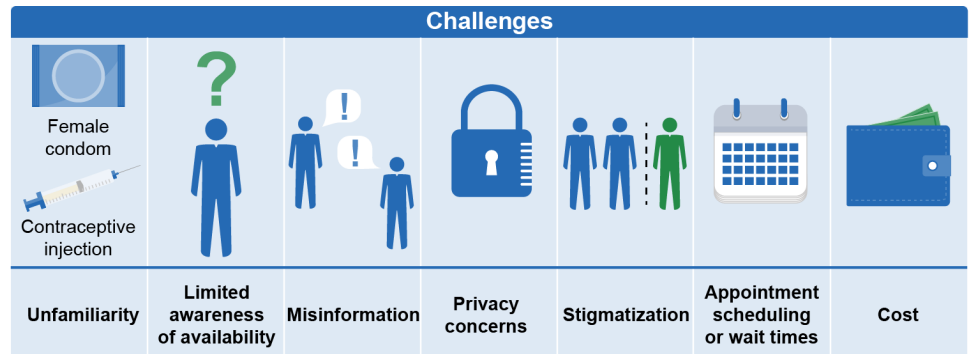 Challenges
Female
condom
Contraceptive
injection
?
!
!
Unfamiliarity
Limited
awareness
of availability
Misinformation
Privacy
concerns
Stigmatization
Appointment
scheduling
or wait times
Cost